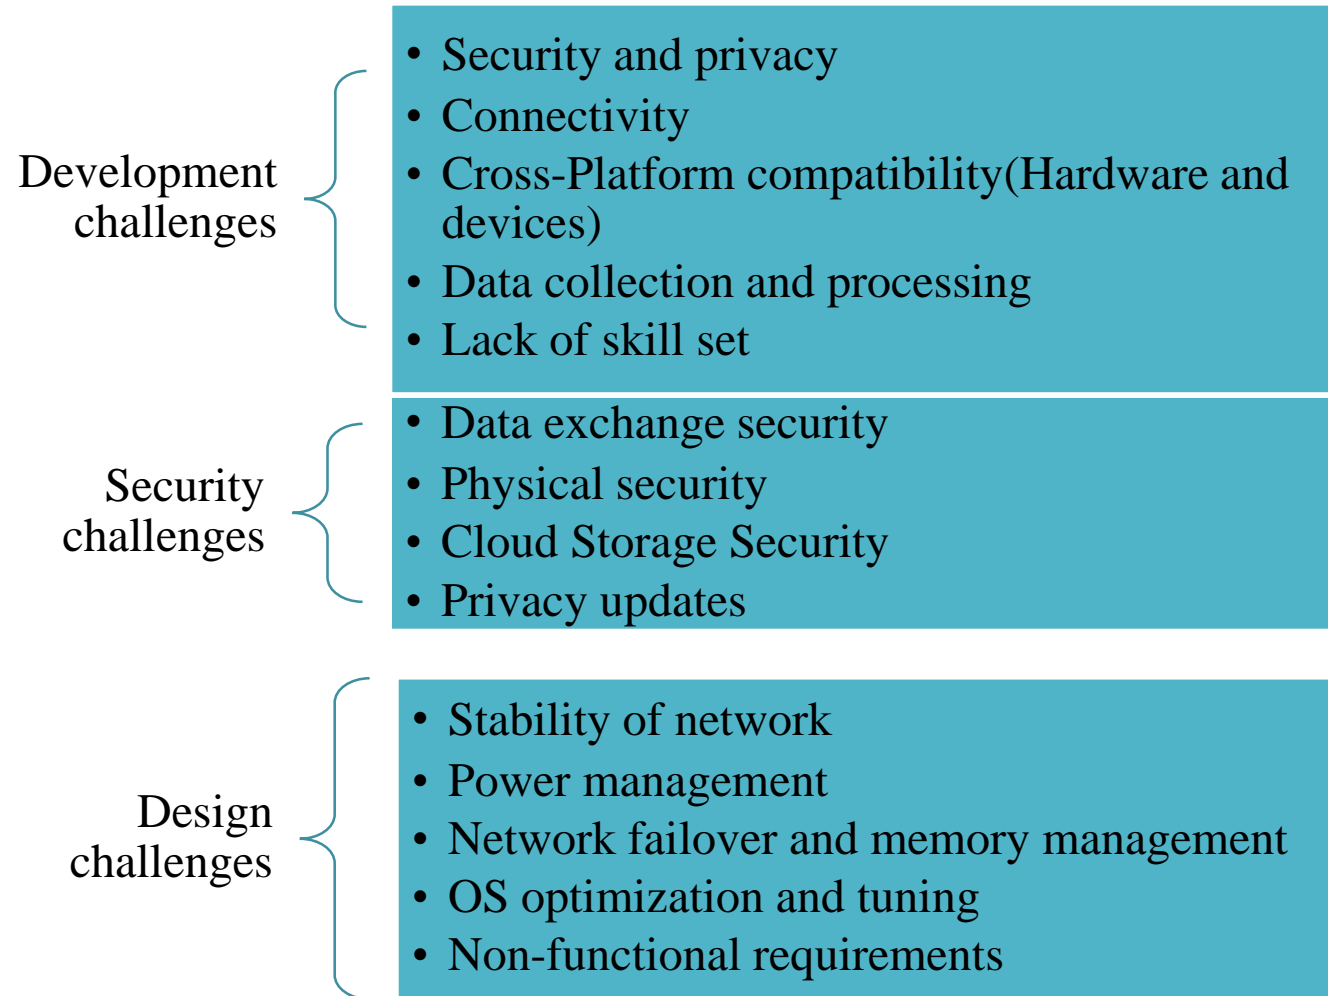 Development
challenges
• Security and privacy
• Connectivity
• Cross-Platform compatibility(Hardware and
devices)
• Data collection and processing
• Lack of skill set
Security
challenges
• Data exchange security
• Physical security
• Cloud Storage Security
• Privacy updates
Design
challenges
• Stability of network
• Power management
• Network failover and memory management
• OS optimization and tuning
• Non-functional requirements